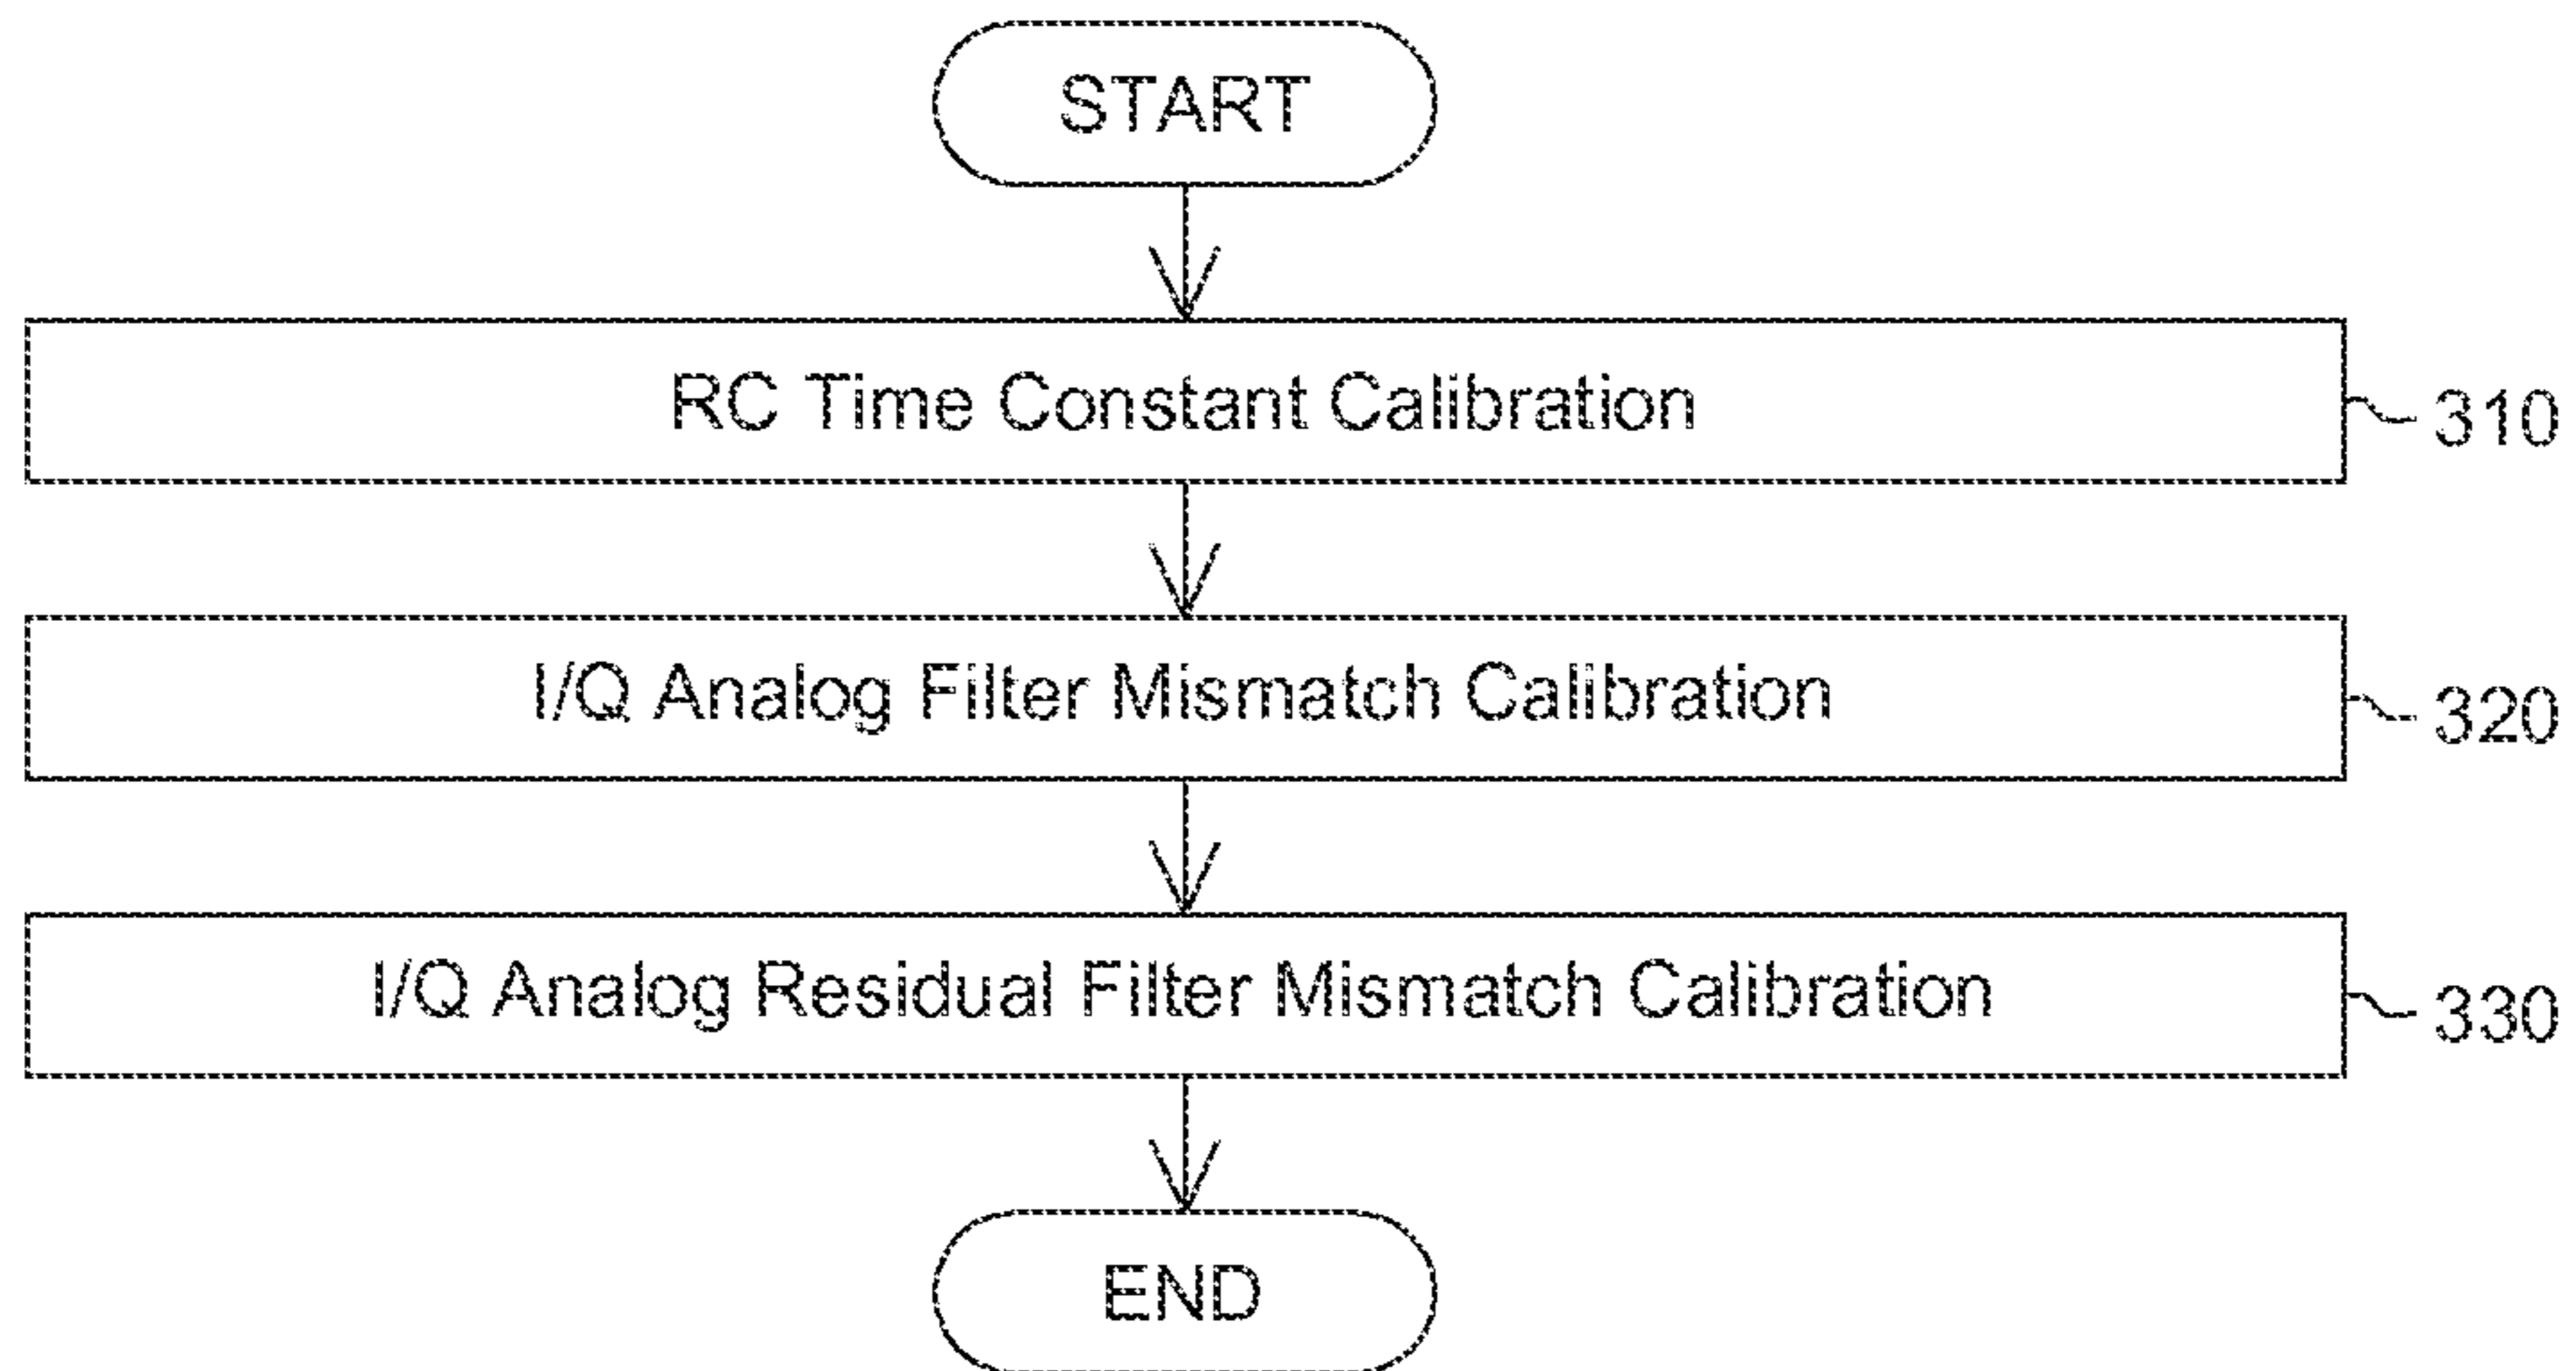 START
RC Time Constant Calibration
310
I/Q Analog Filter Mismatch Calibration
320
I/Q Analog Residual Filter Mismatch Calibration
330
END